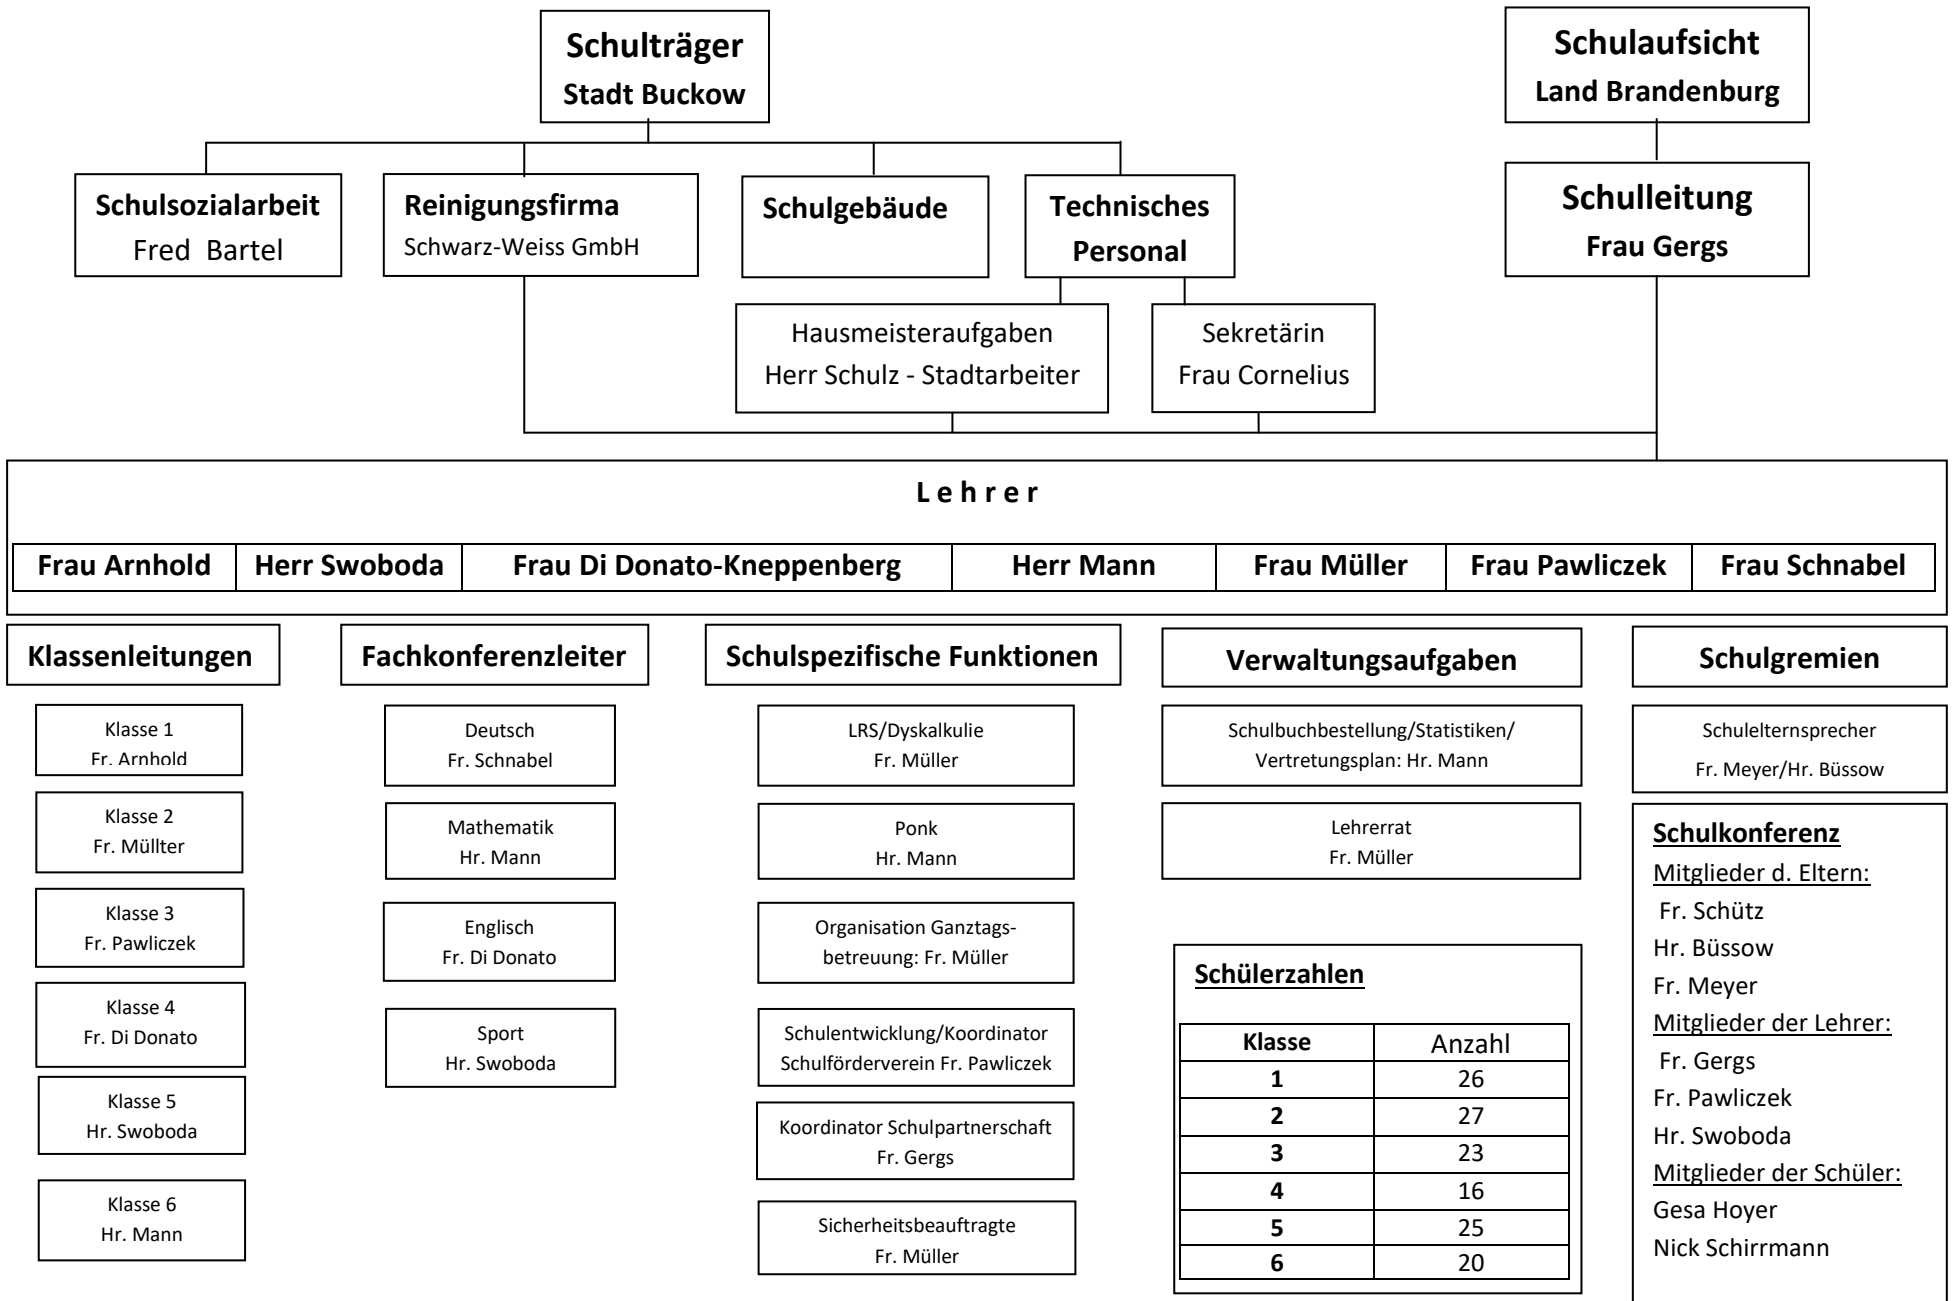 Schulträger
Stadt Buckow
Schulaufsicht
Land Brandenburg
Schulsozialarbeit
Fred Bartel
Reinigungsfirma
Schwarz-Weiss GmbH
Schulgebäude
Technisches
Personal
Schulleitung
Frau Gergs
Hausmeisteraufgaben
Herr Schulz - Stadtarbeiter
Sekretärin
Frau Cornelius
Lehrer
Frau Arnhold Herr Swoboda Frau Di Donato-Kneppenberg Herr Mann Frau Müller Frau Pawliczek Frau Schnabel
Klassenleitungen
Klasse 1
Fr. Arnhold
Klasse 2
Fr. Müllter
Klasse 3
Fr. Pawliczek
Klasse 4
Fr. Di Donato
Klasse 5
Hr. Swoboda
Klasse 6
Hr. Mann
Fachkonferenzleiter
Deutsch
Fr. Schnabel
Mathematik
Hr. Mann
Englisch
Fr. Di Donato
Sport
Hr. Swoboda
Schulspezifische Funktionen
LRS/Dyskalkulie
Fr. Müller
Ponk
Hr. Mann
Organisation Ganztags-
betreuung: Fr. Müller
Schulentwicklung/Koordinator
Schulförderverein Fr. Pawliczek
Koordinator Schulpartnerschaft
Fr. Gergs
Sicherheitsbeauftragte
Fr. Müller
Verwaltungsaufgaben
Schulbuchbestellung/Statistiken/
Vertretungsplan: Hr. Mann
Lehrerrat
Fr. Müller
Schülerzahlen
Klasse Anzahl
1 26
2 27
3 23
4 16
5 25
6 20
Schulgremien
Schulelternsprecher
Fr. Meyer/Hr. Büssow
Schulkonferenz
Mitglieder d. Eltern:
Fr. Schütz
Hr. Büssow
Fr. Meyer
Mitglieder der Lehrer:
Fr. Gergs
Fr. Pawliczek
Hr. Swoboda
Mitglieder der Schüler:
Gesa Hoyer
Nick Schirrmann